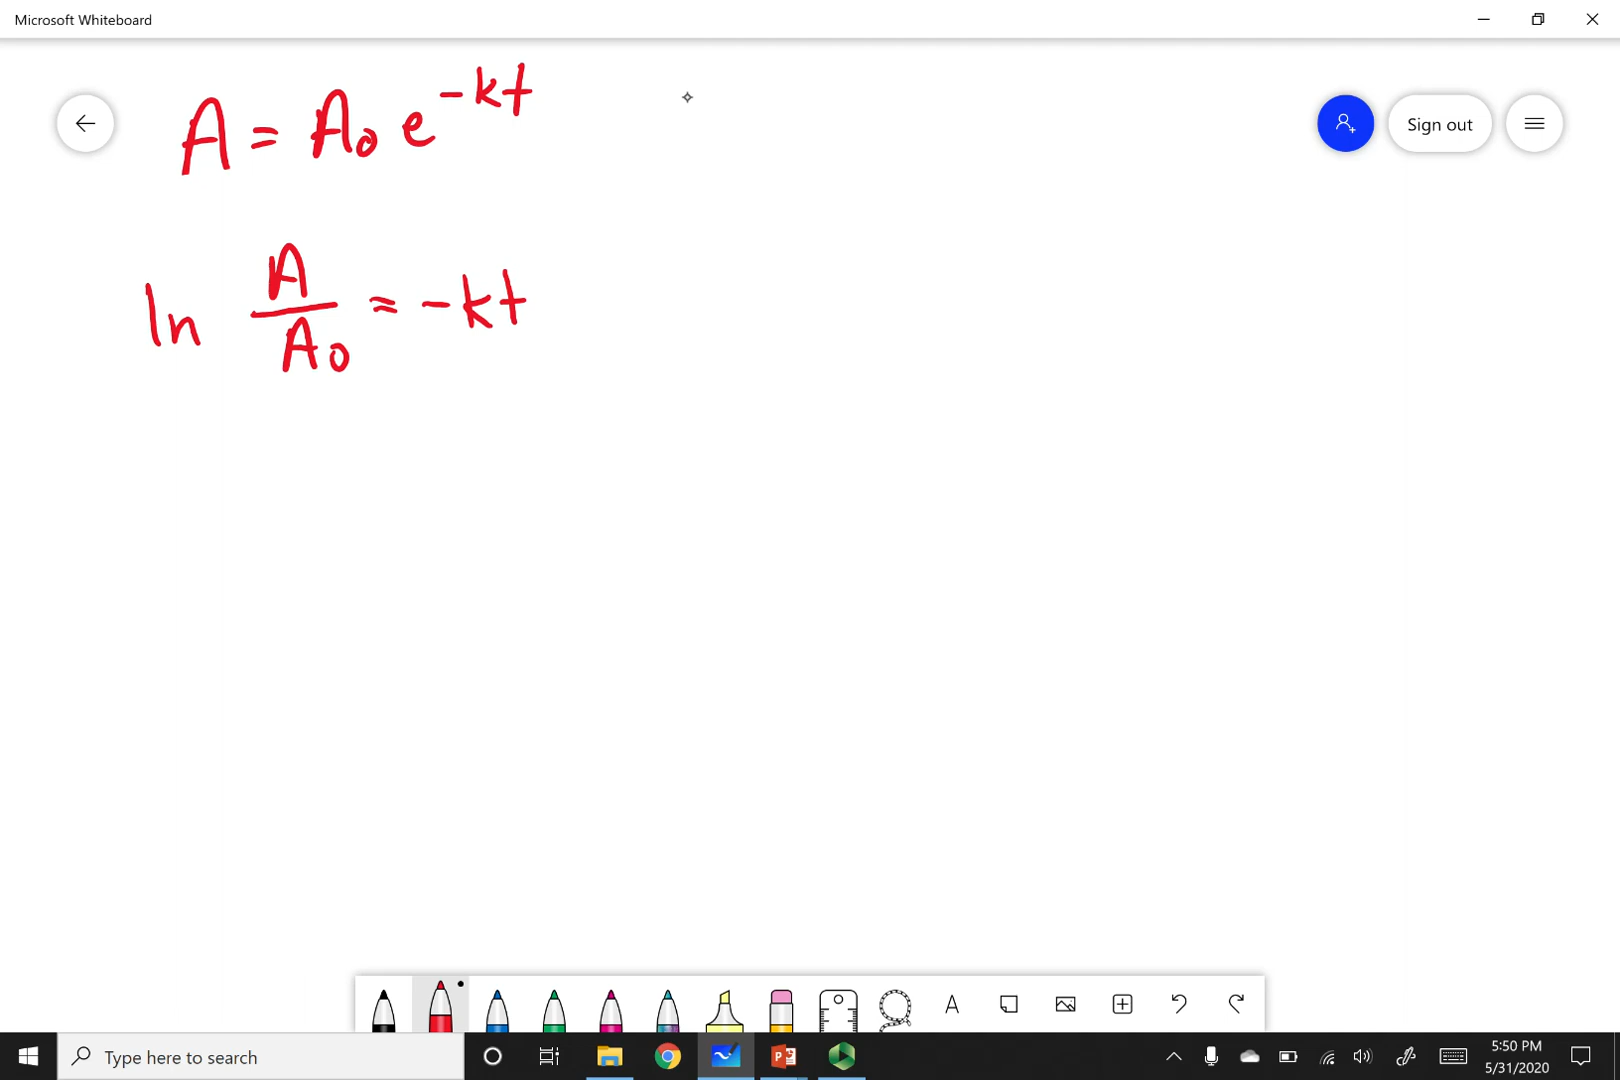 Microsoft Whiteboard
A = A₀ e^{-kt}
Sign out
ln A/A₀ = -kt
A
Type here to search
5:50 PM
5/31/2020